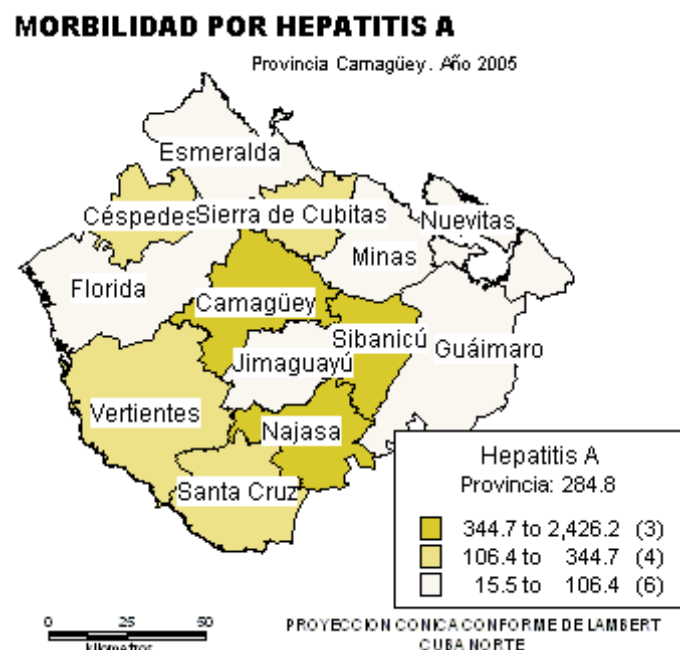 MORBILIDAD POR HEPATITIS A
Provincia Camagüey. Año 2005
Esmeralda
Céspedes
Sierra de Cubitas
Nuevitas
Minas
Florida
Camagüey
Sibanicú
Guáimaro
Jimaguayú
Vertientes
Najasa
Santa Cruz
Hepatitis A
Provincia: 284.8
344.7 to 2,426.2 (3)
106.4 to 344.7 (4)
15.5 to 106.4 (6)
0 25 50
kilometros
PROYECCION CONICA CONFORME DE LAMBERT
CUBA NORTE